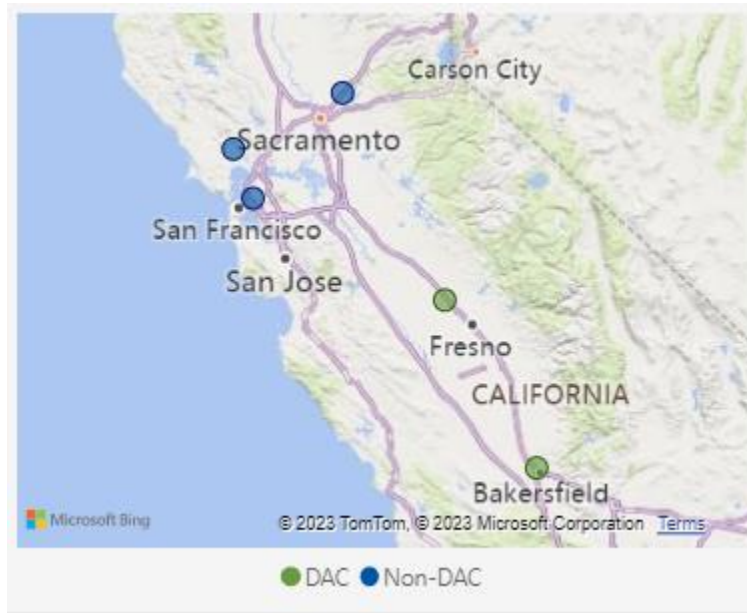 Carson City
Sacramento
San Francisco
San Jose
Fresno
CALIFORNIA
Bakersfield
Microsoft Bing
© 2023 TomTom, © 2023 Microsoft Corporation Terms
DAC Non-DAC